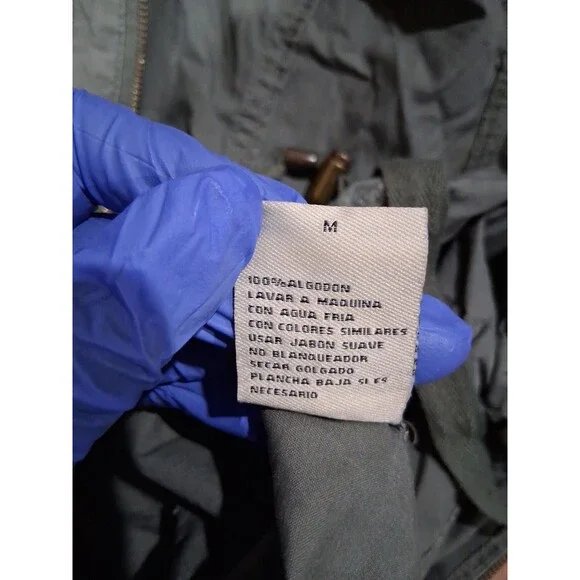 M
100%ALGODON
LAVAR A MAQUINA
CON AGUA FRIA
CON COLORES SIMILARES
USAR JABON SUAVE
NO BLANQUEADOR
SECAR GOLGADO
PLANCHA BAJA SI ES
NECESARIO